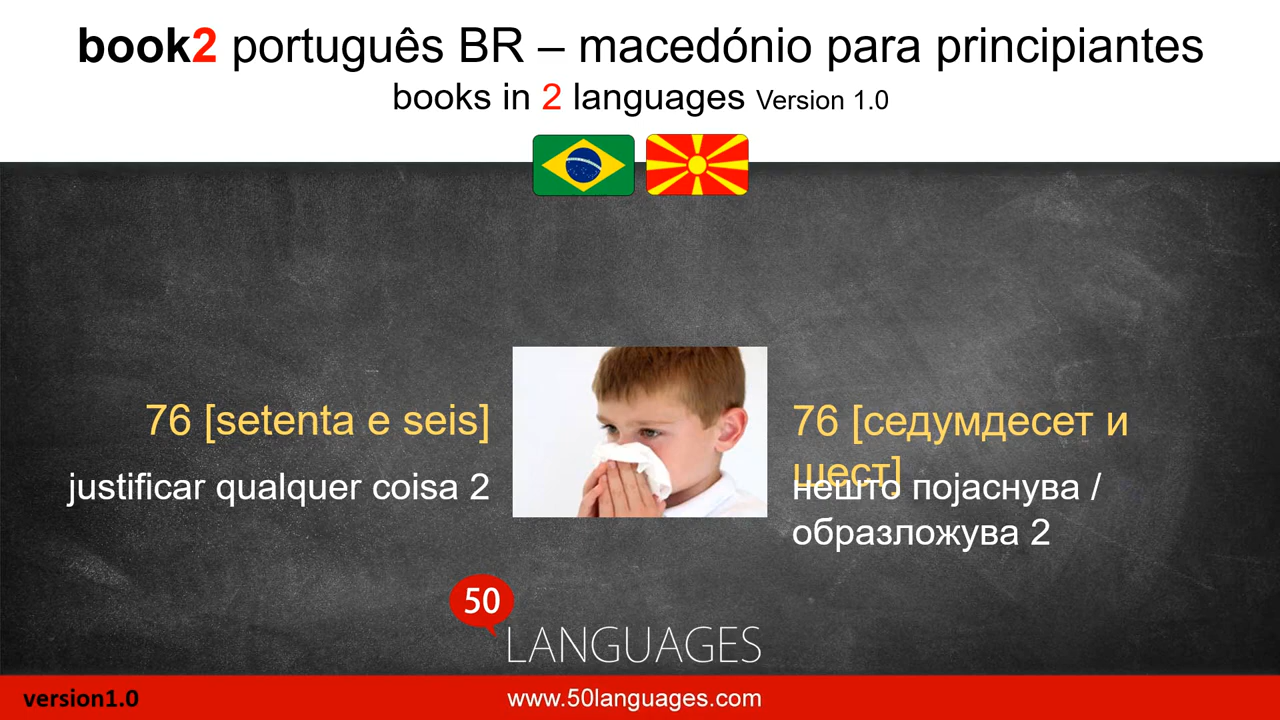 book2 português BR – macedónio para principiantes
books in 2 languages Version 1.0
76 [setenta e seis]
justificar qualquer coisa 2
76 [седумдесет и
шест]
нешто појаснува /
образложува 2
50
LANGUAGES
version1.0
www.50languages.com